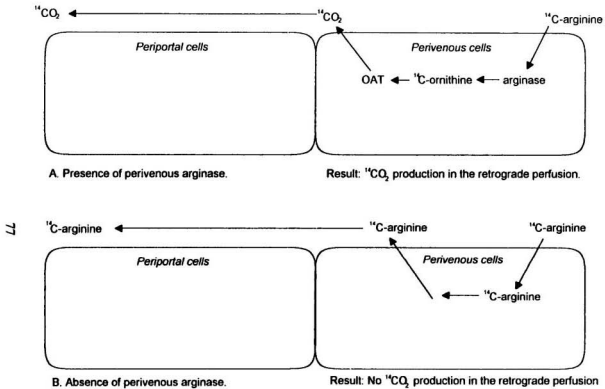 ¹⁴CO₂ ¹⁴CO₂ ¹⁴C-arginine
Periportal cells Perivenous cells
OAT ¹⁴C-ornithine arginase
A. Presence of perivenous arginase. Result: ¹⁴CO₂ production in the retrograde perfusion.
77
¹⁴C-arginine ¹⁴C-arginine ¹⁴C-arginine
Periportal cells Perivenous cells
¹⁴C-arginine
B. Absence of perivenous arginase. Result: No ¹⁴CO₂ production in the retrograde perfusion